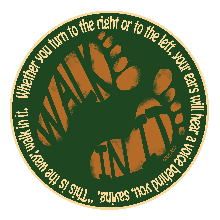 Whether you turn to the right or to the left, your ears will hear a voice behind you, saying, "This is the way; walk in it.
WALK
IN IT